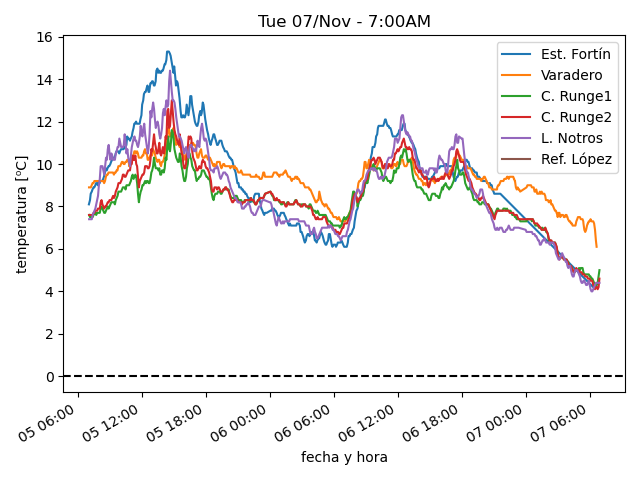 Tue 07/Nov - 7:00AM
temperatura [ºC]
16
14
12
10
8
6
4
2
0
Est. Fortín
Varadero
C. Runge1
C. Runge2
L. Notros
Ref. López
05 06:00
05 12:00
05 18:00
06 00:00
06 06:00
06 12:00
06 18:00
07 00:00
07 06:00
fecha y hora